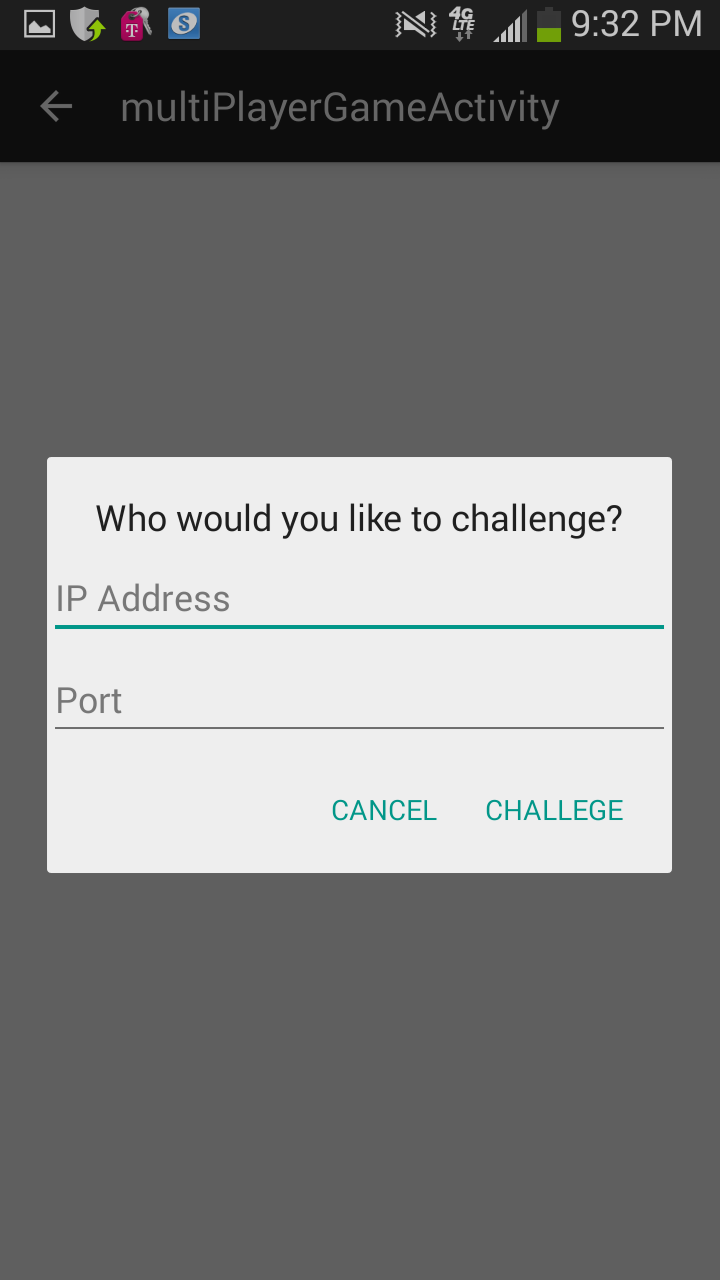 4G LTE 9:32 PM
multiPlayerGameActivity
Who would you like to challenge?
IP Address
Port
CANCEL CHALLEGE